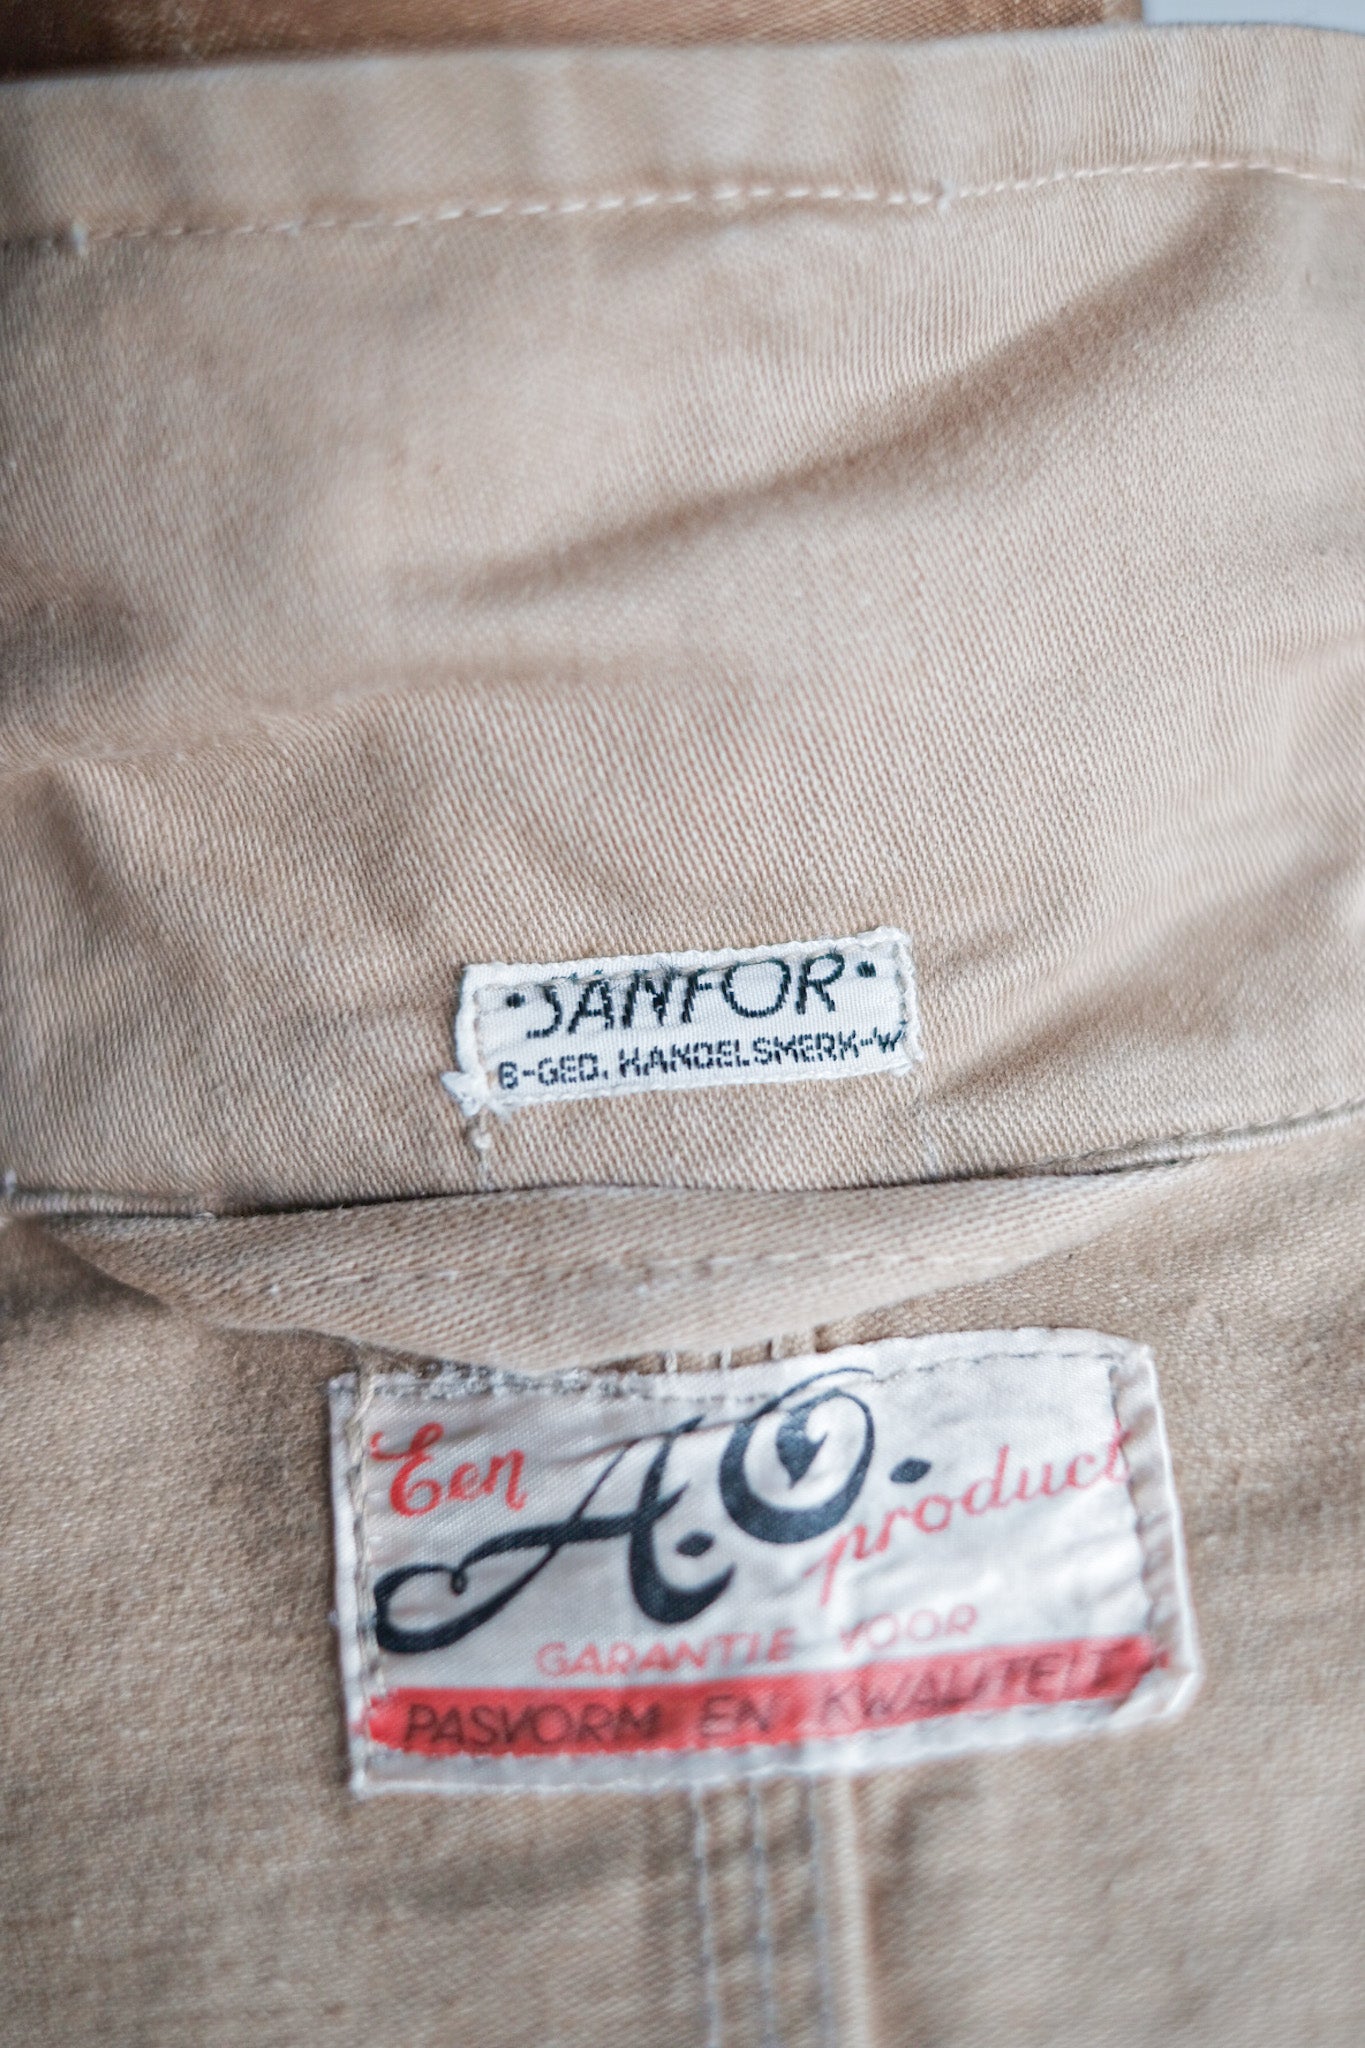 •SANFOR•
B-GED. HANDELSMERK-W
Een A.O. product
GARANTIE VOOR
PASVORM EN KWALITEIT